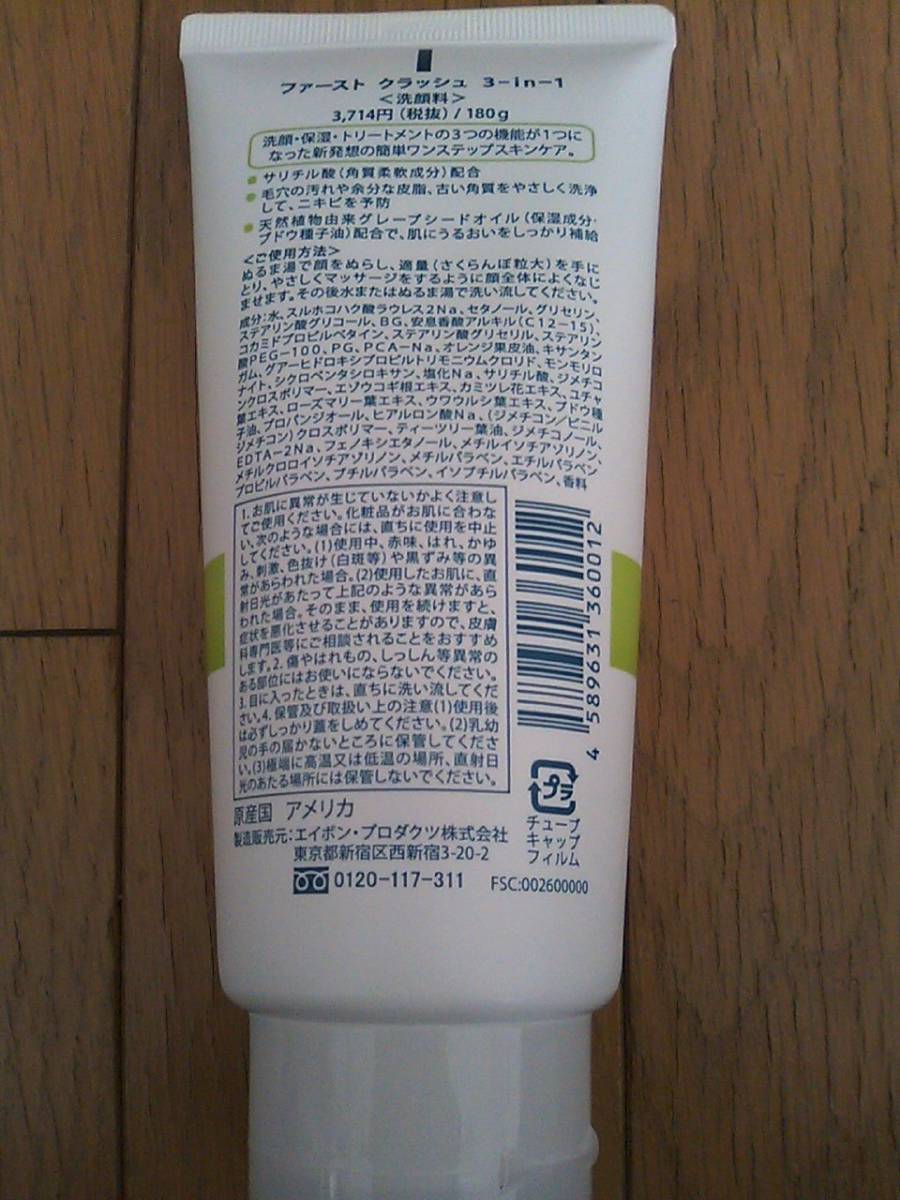 ファースト クラッシュ 3-in-1
<洗顔料>
3,714円(税抜)/180g
洗顔・保湿・トリートメントの3つの機能が1つに
なった新発想の簡単ワンステップスキンケア。
サリチル酸(角質柔軟成分)配合
毛穴の汚れや余分な皮脂、古い角質をやさしく洗浄
して、ニキビを予防
天然植物由来グレープシードオイル(保湿成分・
ブドウ種子油)配合で、肌にうるおいをしっかり補給
<ご使用方法>
ぬるま湯で顔をぬらし、適量(さくらんぼ粒大)を手に
とり、やさしくマッサージをするように顔全体によくなじ
ませます。その後水またはぬるま湯で洗い流してください。
成分:水、スルホコハク酸ラウレス2Na、セタノール、グリセリン、
ステアリン酸グリコール、BG、安息香酸アルキル(C12-15)、
コカミドプロピルベタイン、ステアリン酸グリセリル、ステアリン
酸PEG-100、PG、PCA-Na、オレンジ果皮油、キサンタン
ガム、グアーヒドロキシプロピルトリモニウムクロリド、モンモリロ
ナイト、シクロペンタシロキサン、塩化Na、サリチル酸、ジメチコ
ンクロスポリマー、エゾウコギ根エキス、カミツレ花エキス、ユチャ
葉エキス、ローズマリー葉エキス、ウワウルシ葉エキス、ブドウ種
子油、プロパンジオール、ヒアルロン酸Na、(ジメチコン/ビニル
ジメチコン)クロスポリマー、ティーツリー葉油、ジメチコノール、
EDTA-2Na、フェノキシエタノール、メチルイソチアゾリノン、
メチルクロロイソチアゾリノン、メチルパラベン、エチルパラベン
プロピルパラベン、ブチルパラベン、イソブチルパラベン、香料
1. お肌に異常が生じていないかよく注意し
てご使用ください。化粧品がお肌に合わな
い、次のような場合には、直ちに使用を中止
してください。(1)使用中、赤味、はれ、かゆ
み、刺激、色抜け(白斑等)や黒ずみ等の異
常があらわれた場合。(2)使用したお肌に、直
射日光があたって上記のような異常があら
われた場合。そのまま、使用を続けますと、
症状を悪化させることがありますので、皮膚
科専門医等にご相談されることをおすすめ
します。2. 傷やはれもの、しっしん等異常の
ある部位にはお使いにならないでください。
3. 目に入ったときは、直ちに洗い流してくだ
さい。4. 保管及び取扱い上の注意(1)使用後
は必ずしっかり蓋をしめてください。(2)乳幼
児の手の届かないところに保管してくださ
い。(3)極端に高温又は低温の場所、直射日
光のあたる場所には保管しないでください。
4 589631 360012
プラ
チューブ
キャップ
フィルム
原産国 アメリカ
製造販売元:エイボン・プロダクツ株式会社
東京都新宿区西新宿3-20-2
0120-117-311
FSC:002600000